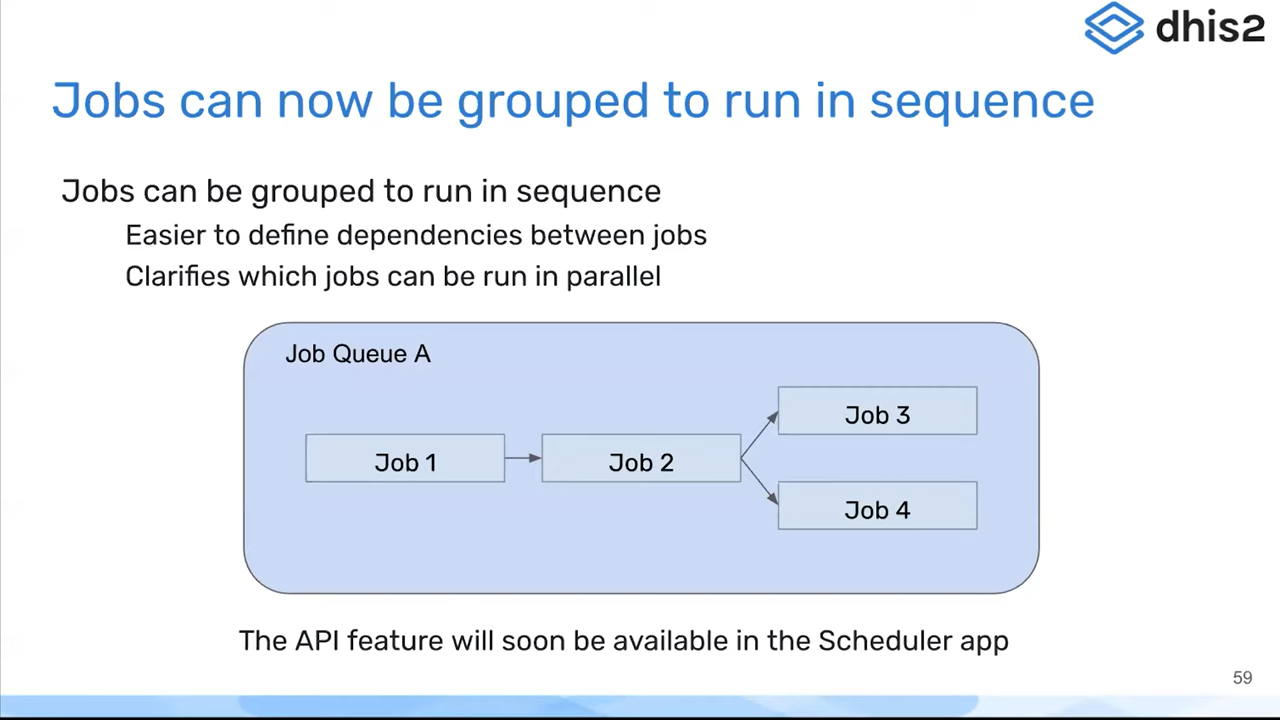 dhis2
Jobs can now be grouped to run in sequence
Jobs can be grouped to run in sequence
Easier to define dependencies between jobs
Clarifies which jobs can be run in parallel
Job Queue A
Job 1
Job 2
Job 3
Job 4
The API feature will soon be available in the Scheduler app
59